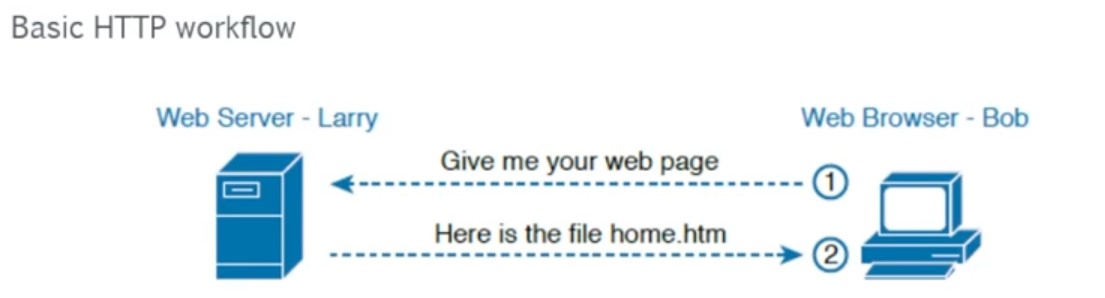 Basic HTTP workflow
Web Server - Larry
Web Browser - Bob
Give me your web page
1
Here is the file home.htm
2